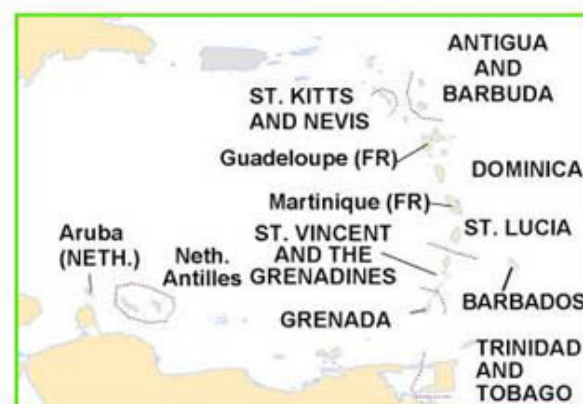 ANTIGUA
AND
BARBUDA
ST. KITTS
AND NEVIS
Guadeloupe (FR)
DOMINICA
Martinique (FR)
ST. LUCIA
ST. VINCENT
AND THE
GRENADINES
Aruba
(NETH.)
Neth.
Antilles
BARBADOS
GRENADA
TRINIDAD
AND
TOBAGO